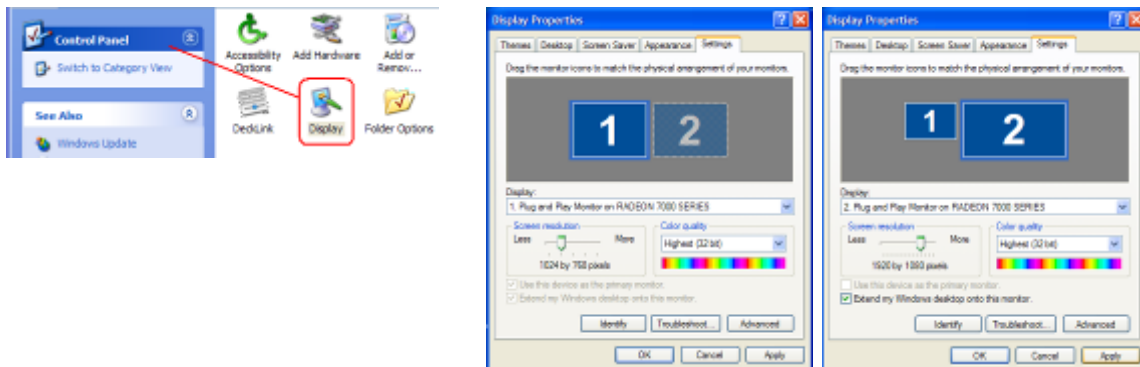 Control Panel
Switch to Category View
See Also
Windows Update
Accessibility Options
Add Hardware
Add or Remov...
DeckLink
Display
Folder Options
Display Properties
Themes Desktop Screen Saver Appearance Settings
Drag the monitor icons to match the physical arrangement of your monitors.
1 2
Display:
1. Plug and Play Monitor on RADEON 7000 SERIES
Screen resolution
Less More
1024 by 768 pixels
Color quality
Highest (32 bit)
Use this device as the primary monitor.
Extend my Windows desktop onto this monitor.
Identify Troubleshoot... Advanced
OK Cancel Apply
Display Properties
Themes Desktop Screen Saver Appearance Settings
Drag the monitor icons to match the physical arrangement of your monitors.
1 2
Display:
2. Plug and Play Monitor on RADEON 7000 SERIES
Screen resolution
Less More
1920 by 1080 pixels
Color quality
Highest (32 bit)
Use this device as the primary monitor.
Extend my Windows desktop onto this monitor.
Identify Troubleshoot... Advanced
OK Cancel Apply